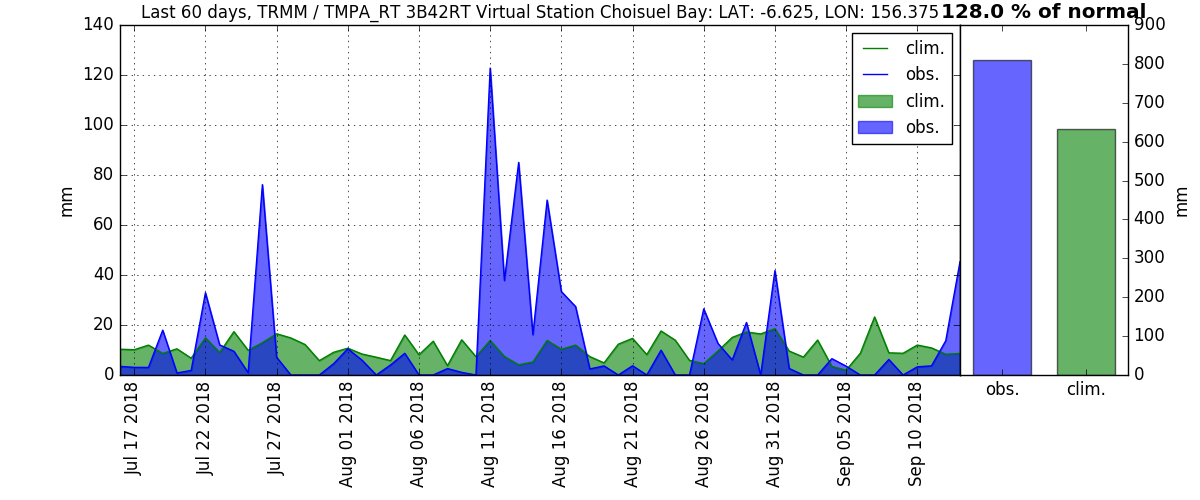 Last 60 days, TRMM / TMPA_RT 3B42RT Virtual Station Choisuel Bay: LAT: -6.625, LON: 156.375
128.0 % of normal
140
120
100
80
60
40
20
0
mm
clim.
obs.
clim.
obs.
900
800
700
600
500
400
300
200
100
0
mm
Jul 17 2018
Jul 22 2018
Jul 27 2018
Aug 01 2018
Aug 06 2018
Aug 11 2018
Aug 16 2018
Aug 21 2018
Aug 26 2018
Aug 31 2018
Sep 05 2018
Sep 10 2018
obs.
clim.